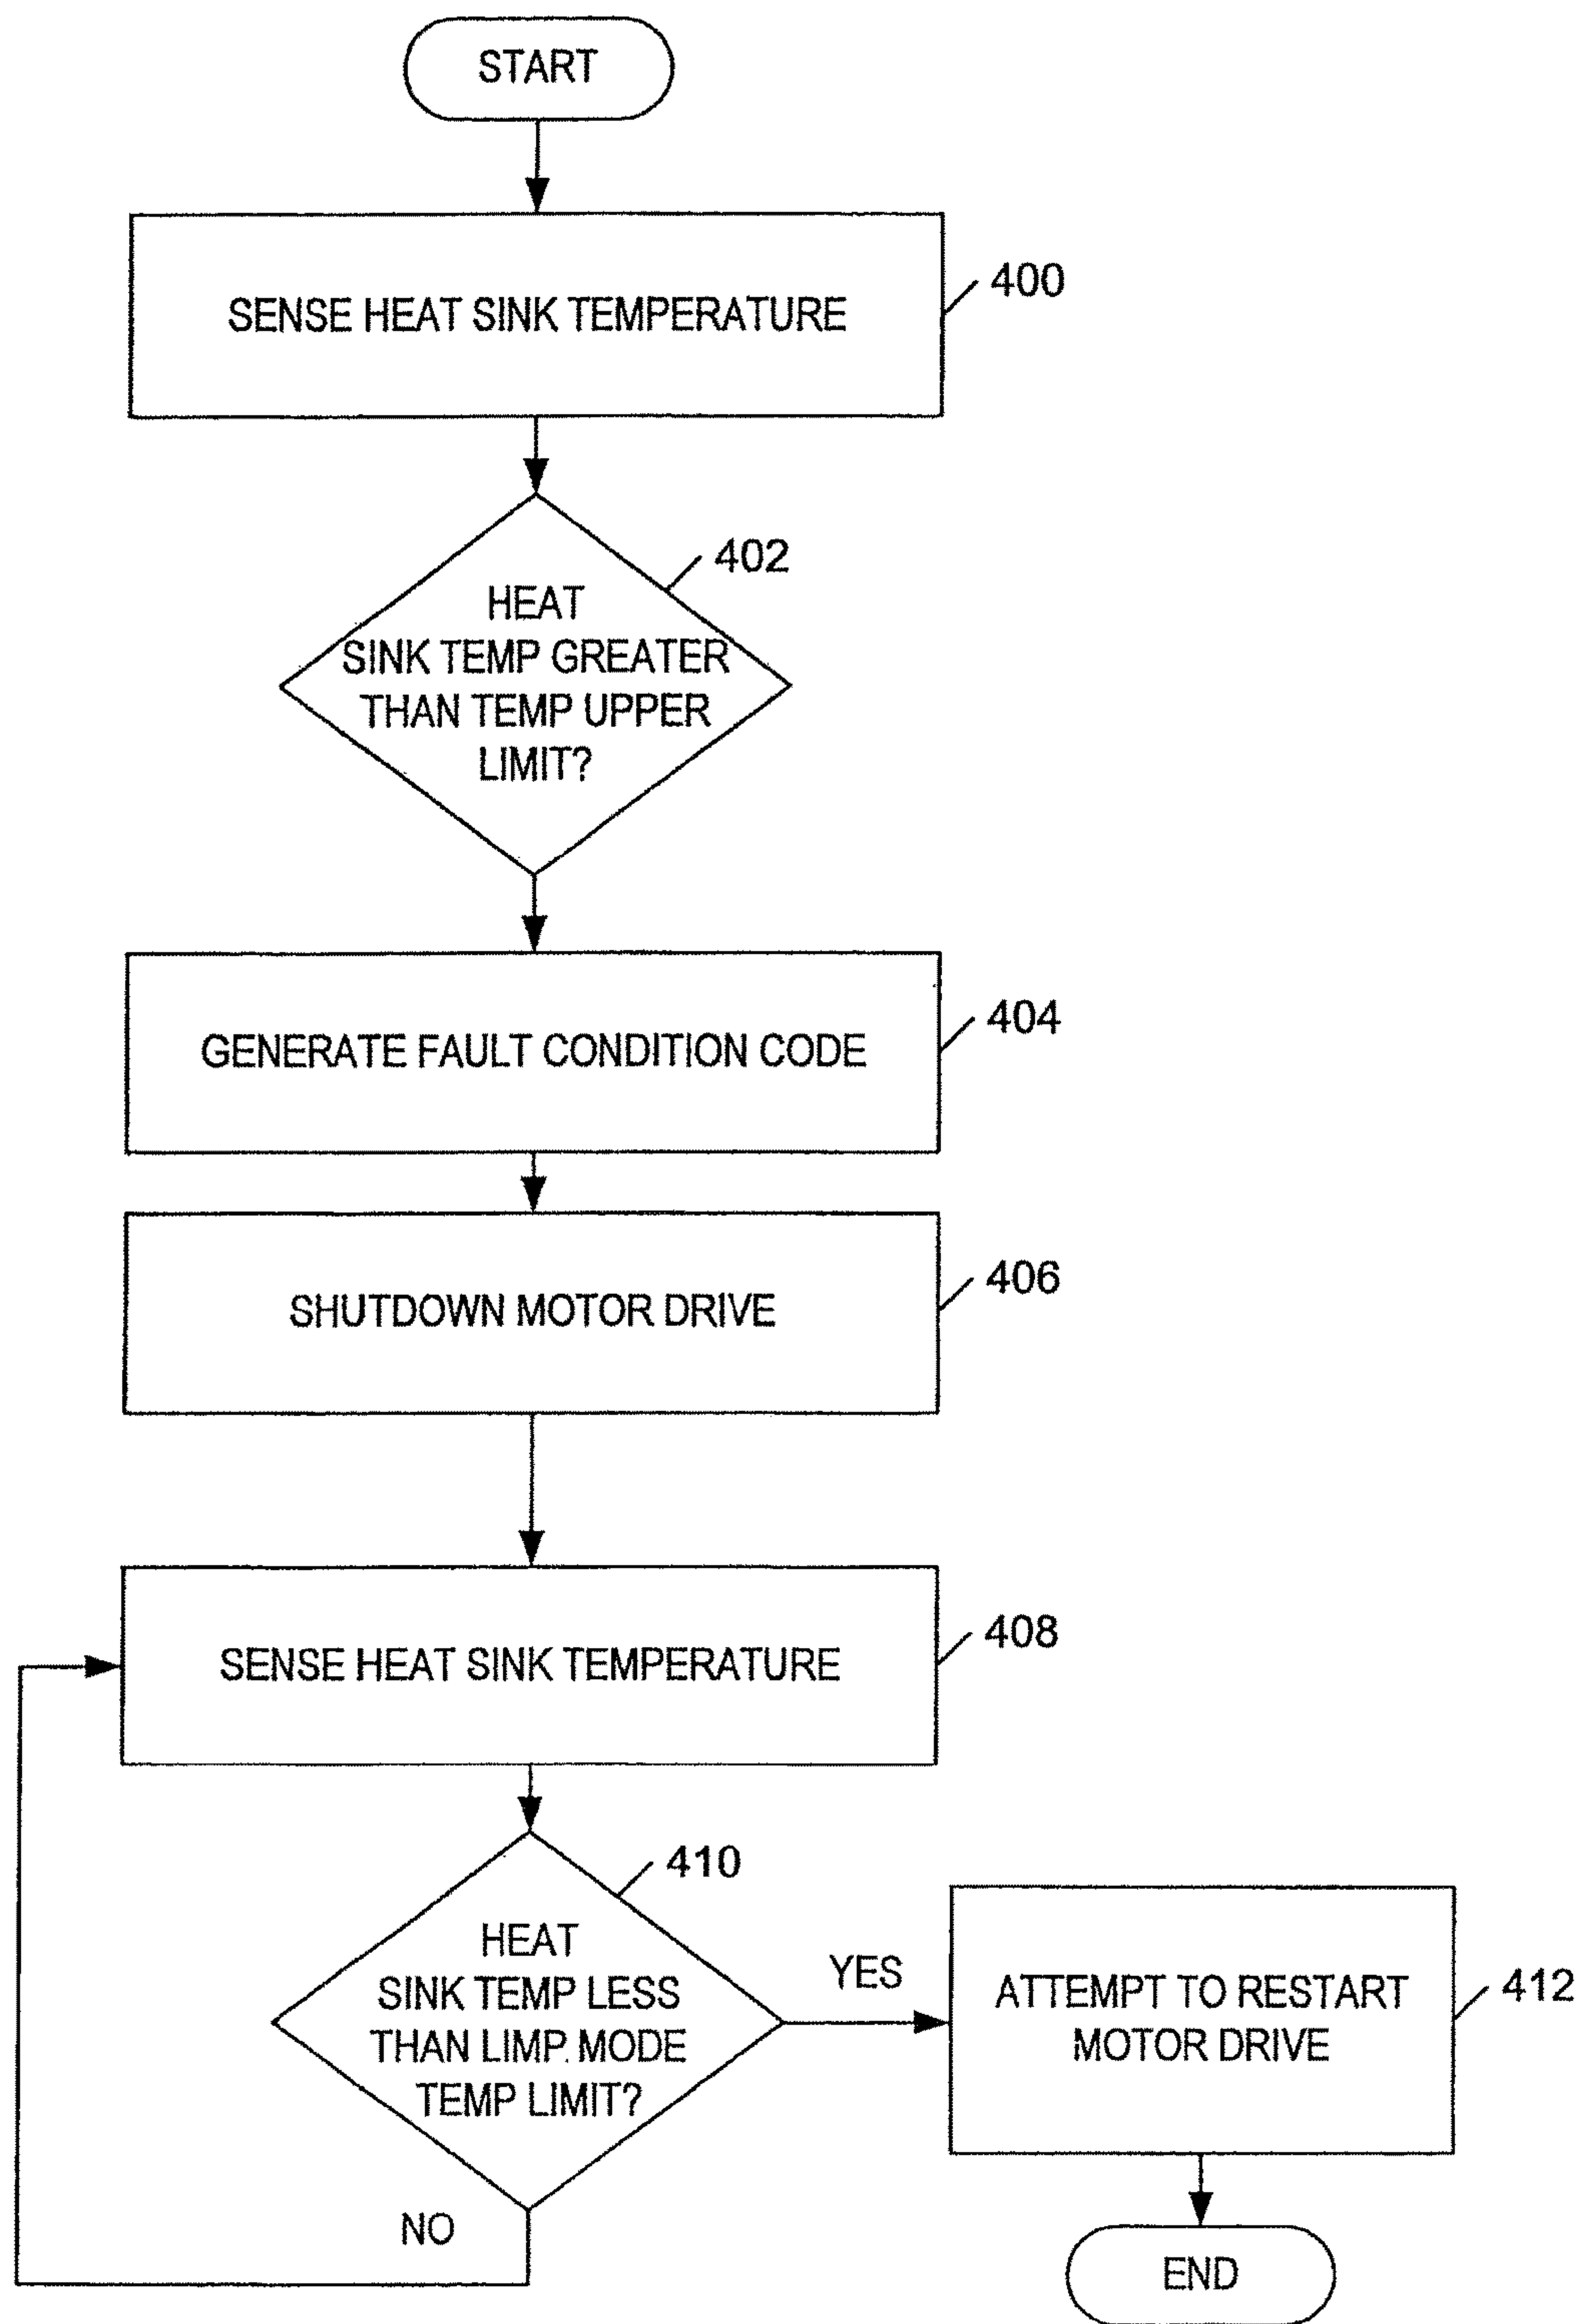 START
SENSE HEAT SINK TEMPERATURE
400
402
HEAT
SINK TEMP GREATER
THAN TEMP UPPER
LIMIT?
GENERATE FAULT CONDITION CODE
404
SHUTDOWN MOTOR DRIVE
406
SENSE HEAT SINK TEMPERATURE
408
410
HEAT
SINK TEMP LESS
THAN LIMP MODE
TEMP LIMIT?
YES
ATTEMPT TO RESTART
MOTOR DRIVE
412
NO
END